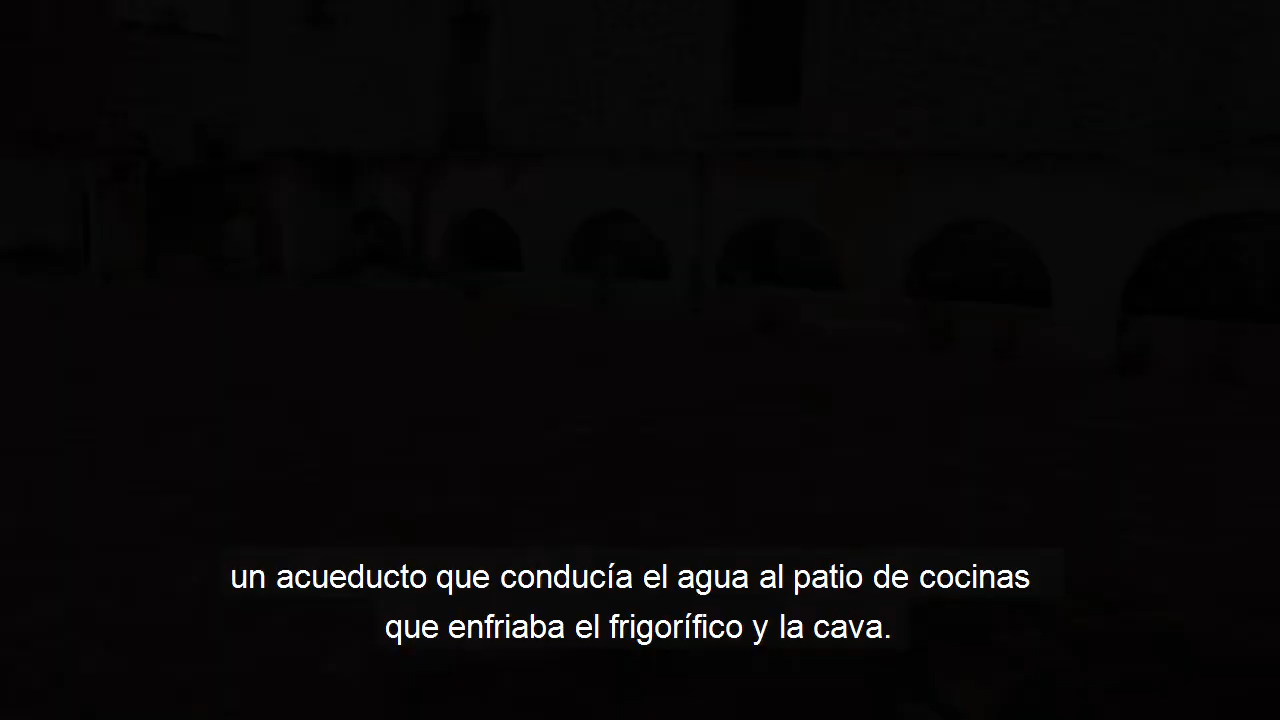 un acueducto que conducía el agua al patio de cocinas
que enfriaba el frigorífico y la cava.